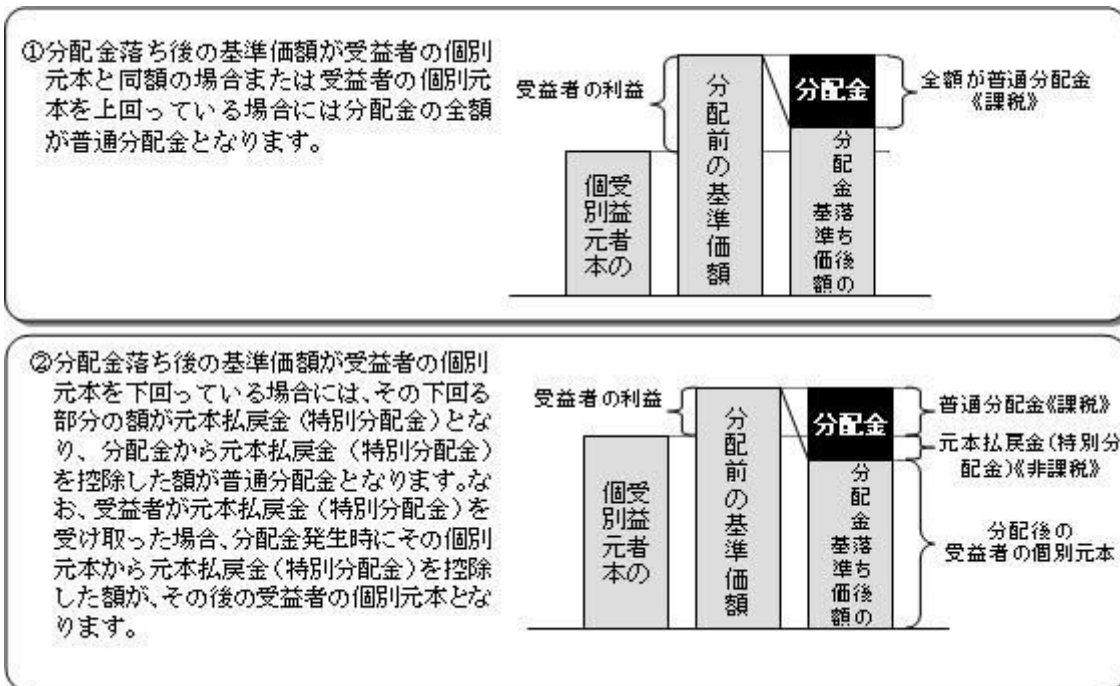 ①分配金落ち後の基準価額が受益者の個別
元本と同額の場合または受益者の個別元
本を上回っている場合には分配金の全額
が普通分配金となります。
受益者の利益
個別元本
受益者の
分配前の基準価額
分配金
基準価額
分配金落ち後の
全額が普通分配金
《課税》
②分配金落ち後の基準価額が受益者の個別
元本を下回っている場合には、その下回る
部分の額が元本払戻金(特別分配金)とな
り、分配金から元本払戻金(特別分配金)
を控除した額が普通分配金となります。な
お、受益者が元本払戻金(特別分配金)を
受け取った場合、分配金発生時にその個別
元本から元本払戻金(特別分配金)を控除
した額が、その後の受益者の個別元本とな
ります。
受益者の利益
個別元本
受益者の
分配前の基準価額
分配金
基準価額
分配金落ち後の
普通分配金《課税》
元本払戻金(特別分
配金)《非課税》
分配後の
受益者の個別元本